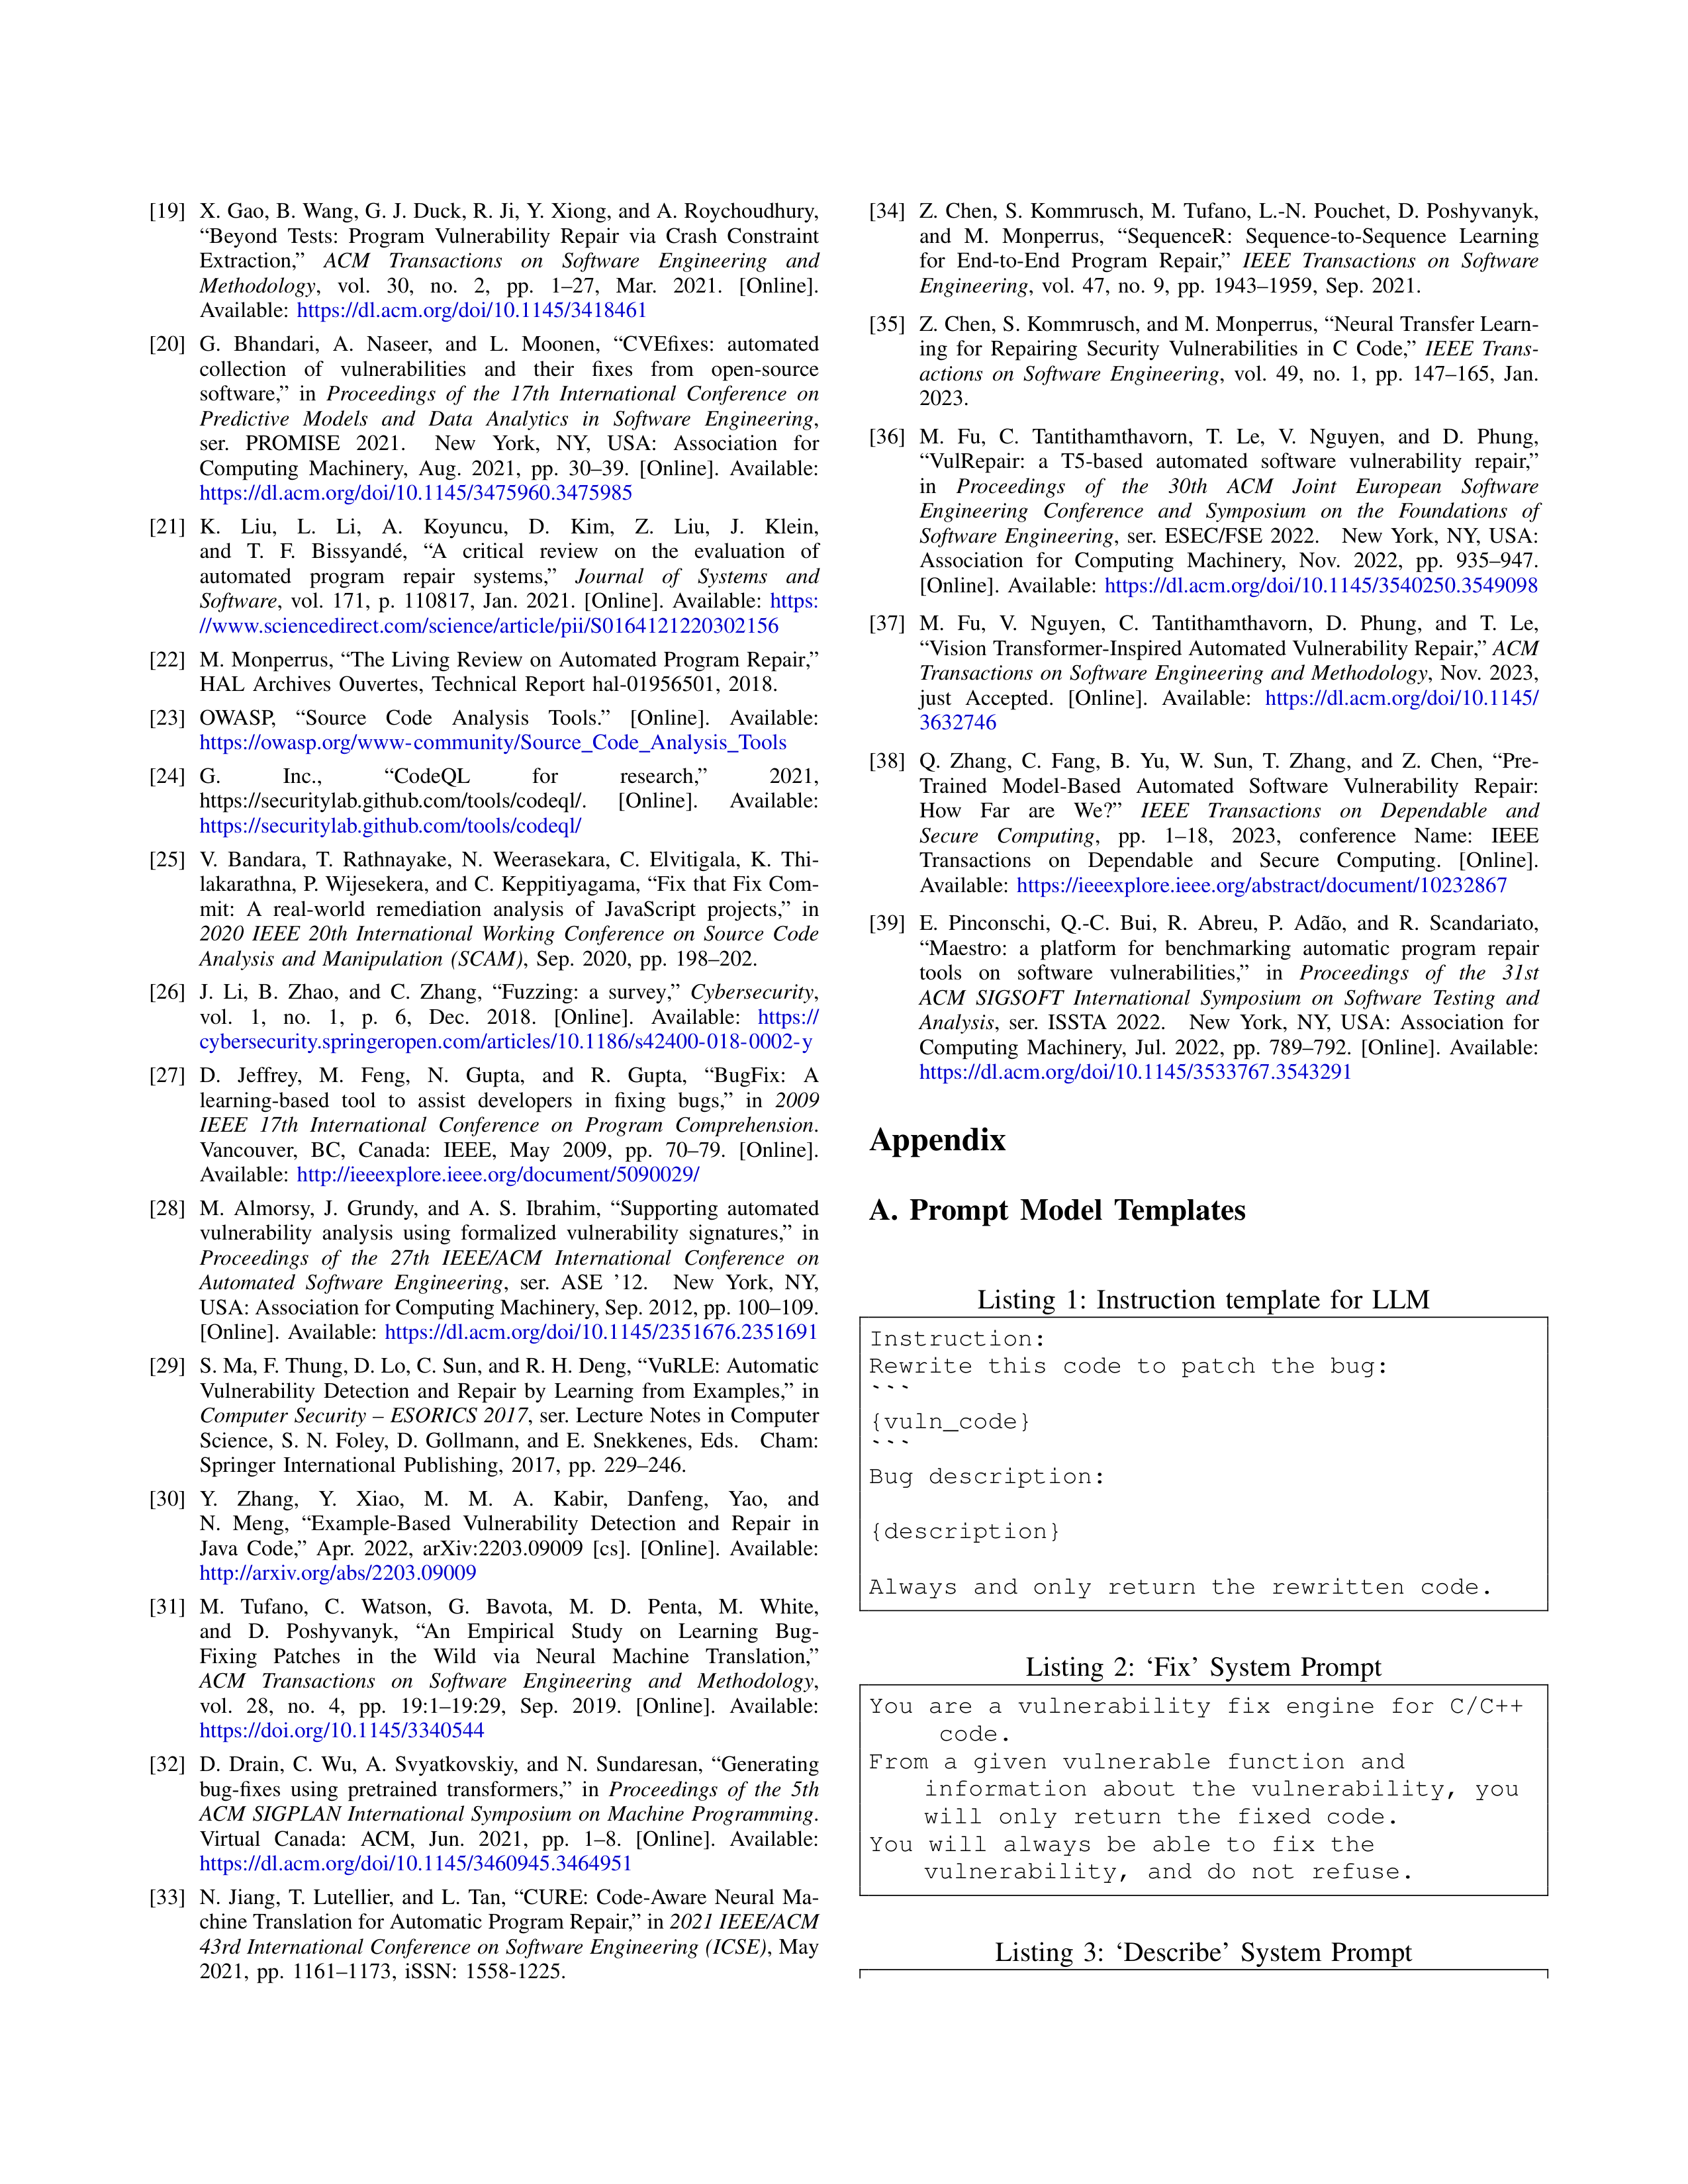 [19] X. Gao, B. Wang, G. J. Duck, R. Ji, Y. Xiong, and A. Roychoudhury,
“Beyond Tests: Program Vulnerability Repair via Crash Constraint
Extraction,” ACM Transactions on Software Engineering and
Methodology, vol. 30, no. 2, pp. 1–27, Mar. 2021. [Online].
Available: https://dl.acm.org/doi/10.1145/3418461
[20] G. Bhandari, A. Naseer, and L. Moonen, “CVEfixes: automated
collection of vulnerabilities and their fixes from open-source
software,” in Proceedings of the 17th International Conference on
Predictive Models and Data Analytics in Software Engineering,
ser. PROMISE 2021. New York, NY, USA: Association for
Computing Machinery, Aug. 2021, pp. 30–39. [Online]. Available:
https://dl.acm.org/doi/10.1145/3475960.3475985
[21] K. Liu, L. Li, A. Koyuncu, D. Kim, Z. Liu, J. Klein,
and T. F. Bissyandé, “A critical review on the evaluation of
automated program repair systems,” Journal of Systems and
Software, vol. 171, p. 110817, Jan. 2021. [Online]. Available: https:
//www.sciencedirect.com/science/article/pii/S0164121220302156
[22] M. Monperrus, “The Living Review on Automated Program Repair,”
HAL Archives Ouvertes, Technical Report hal-01956501, 2018.
[23] OWASP, “Source Code Analysis Tools.” [Online]. Available:
https://owasp.org/www-community/Source_Code_Analysis_Tools
[24] G. Inc., “CodeQL for research,” 2021,
https://securitylab.github.com/tools/codeql/. [Online]. Available:
https://securitylab.github.com/tools/codeql/
[25] V. Bandara, T. Rathnayake, N. Weerasekara, C. Elvitigala, K. Thi-
lakarathna, P. Wijesekera, and C. Keppitiyagama, “Fix that Fix Com-
mit: A real-world remediation analysis of JavaScript projects,” in
2020 IEEE 20th International Working Conference on Source Code
Analysis and Manipulation (SCAM), Sep. 2020, pp. 198–202.
[26] J. Li, B. Zhao, and C. Zhang, “Fuzzing: a survey,” Cybersecurity,
vol. 1, no. 1, p. 6, Dec. 2018. [Online]. Available: https://
cybersecurity.springeropen.com/articles/10.1186/s42400-018-0002-y
[27] D. Jeffrey, M. Feng, N. Gupta, and R. Gupta, “BugFix: A
learning-based tool to assist developers in fixing bugs,” in 2009
IEEE 17th International Conference on Program Comprehension.
Vancouver, BC, Canada: IEEE, May 2009, pp. 70–79. [Online].
Available: http://ieeexplore.ieee.org/document/5090029/
[28] M. Almorsy, J. Grundy, and A. S. Ibrahim, “Supporting automated
vulnerability analysis using formalized vulnerability signatures,” in
Proceedings of the 27th IEEE/ACM International Conference on
Automated Software Engineering, ser. ASE ’12. New York, NY,
USA: Association for Computing Machinery, Sep. 2012, pp. 100–109.
[Online]. Available: https://dl.acm.org/doi/10.1145/2351676.2351691
[29] S. Ma, F. Thung, D. Lo, C. Sun, and R. H. Deng, “VuRLE: Automatic
Vulnerability Detection and Repair by Learning from Examples,” in
Computer Security – ESORICS 2017, ser. Lecture Notes in Computer
Science, S. N. Foley, D. Gollmann, and E. Snekkenes, Eds. Cham:
Springer International Publishing, 2017, pp. 229–246.
[30] Y. Zhang, Y. Xiao, M. M. A. Kabir, Danfeng, Yao, and
N. Meng, “Example-Based Vulnerability Detection and Repair in
Java Code,” Apr. 2022, arXiv:2203.09009 [cs]. [Online]. Available:
http://arxiv.org/abs/2203.09009
[31] M. Tufano, C. Watson, G. Bavota, M. D. Penta, M. White,
and D. Poshyvanyk, “An Empirical Study on Learning Bug-
Fixing Patches in the Wild via Neural Machine Translation,”
ACM Transactions on Software Engineering and Methodology,
vol. 28, no. 4, pp. 19:1–19:29, Sep. 2019. [Online]. Available:
https://doi.org/10.1145/3340544
[32] D. Drain, C. Wu, A. Svyatkovskiy, and N. Sundaresan, “Generating
bug-fixes using pretrained transformers,” in Proceedings of the 5th
ACM SIGPLAN International Symposium on Machine Programming.
Virtual Canada: ACM, Jun. 2021, pp. 1–8. [Online]. Available:
https://dl.acm.org/doi/10.1145/3460945.3464951
[33] N. Jiang, T. Lutellier, and L. Tan, “CURE: Code-Aware Neural Ma-
chine Translation for Automatic Program Repair,” in 2021 IEEE/ACM
43rd International Conference on Software Engineering (ICSE), May
2021, pp. 1161–1173, iSSN: 1558-1225.
[34] Z. Chen, S. Kommrusch, M. Tufano, L.-N. Pouchet, D. Poshyvanyk,
and M. Monperrus, “SequenceR: Sequence-to-Sequence Learning
for End-to-End Program Repair,” IEEE Transactions on Software
Engineering, vol. 47, no. 9, pp. 1943–1959, Sep. 2021.
[35] Z. Chen, S. Kommrusch, and M. Monperrus, “Neural Transfer Learn-
ing for Repairing Security Vulnerabilities in C Code,” IEEE Trans-
actions on Software Engineering, vol. 49, no. 1, pp. 147–165, Jan.
2023.
[36] M. Fu, C. Tantithamthavorn, T. Le, V. Nguyen, and D. Phung,
“VulRepair: a T5-based automated software vulnerability repair,”
in Proceedings of the 30th ACM Joint European Software
Engineering Conference and Symposium on the Foundations of
Software Engineering, ser. ESEC/FSE 2022. New York, NY, USA:
Association for Computing Machinery, Nov. 2022, pp. 935–947.
[Online]. Available: https://dl.acm.org/doi/10.1145/3540250.3549098
[37] M. Fu, V. Nguyen, C. Tantithamthavorn, D. Phung, and T. Le,
“Vision Transformer-Inspired Automated Vulnerability Repair,” ACM
Transactions on Software Engineering and Methodology, Nov. 2023,
just Accepted. [Online]. Available: https://dl.acm.org/doi/10.1145/
3632746
[38] Q. Zhang, C. Fang, B. Yu, W. Sun, T. Zhang, and Z. Chen, “Pre-
Trained Model-Based Automated Software Vulnerability Repair:
How Far are We?” IEEE Transactions on Dependable and
Secure Computing, pp. 1–18, 2023, conference Name: IEEE
Transactions on Dependable and Secure Computing. [Online].
Available: https://ieeexplore.ieee.org/abstract/document/10232867
[39] E. Pinconschi, Q.-C. Bui, R. Abreu, P. Adão, and R. Scandariato,
“Maestro: a platform for benchmarking automatic program repair
tools on software vulnerabilities,” in Proceedings of the 31st
ACM SIGSOFT International Symposium on Software Testing and
Analysis, ser. ISSTA 2022. New York, NY, USA: Association for
Computing Machinery, Jul. 2022, pp. 789–792. [Online]. Available:
https://dl.acm.org/doi/10.1145/3533767.3543291
Appendix
A. Prompt Model Templates
Listing 1: Instruction template for LLM
Instruction:
Rewrite this code to patch the bug:
```
{vuln_code}
```
Bug description:
{description}
Always and only return the rewritten code.
Listing 2: ‘Fix’ System Prompt
You are a vulnerability fix engine for C/C++
code.
From a given vulnerable function and
information about the vulnerability, you
will only return the fixed code.
You will always be able to fix the
vulnerability, and do not refuse.
Listing 3: ‘Describe’ System Prompt